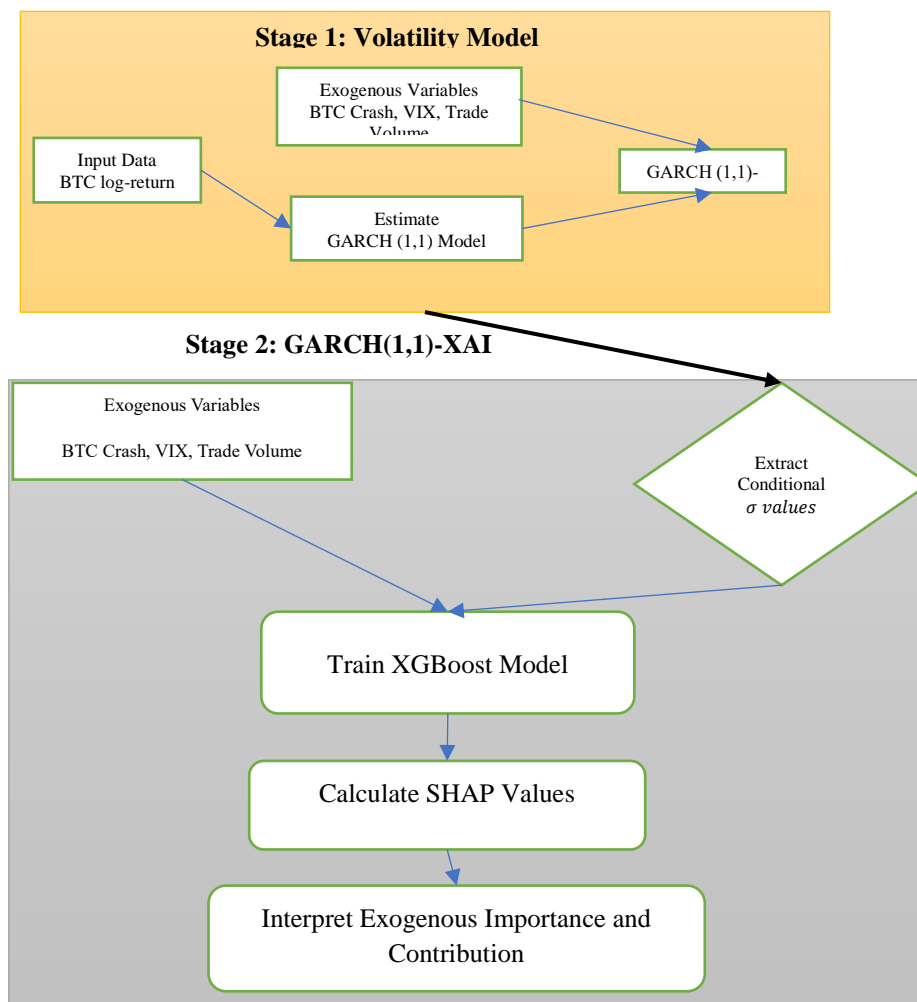 Stage 1: Volatility Model
Exogenous Variables
BTC Crash, VIX, Trade
Volume
Input Data
BTC log-return
GARCH (1,1)-
Estimate
GARCH (1,1) Model
Stage 2: GARCH(1,1)-XAI
Exogenous Variables
BTC Crash, VIX, Trade Volume
Extract
Conditional
σ values
Train XGBoost Model
Calculate SHAP Values
Interpret Exogenous Importance and
Contribution